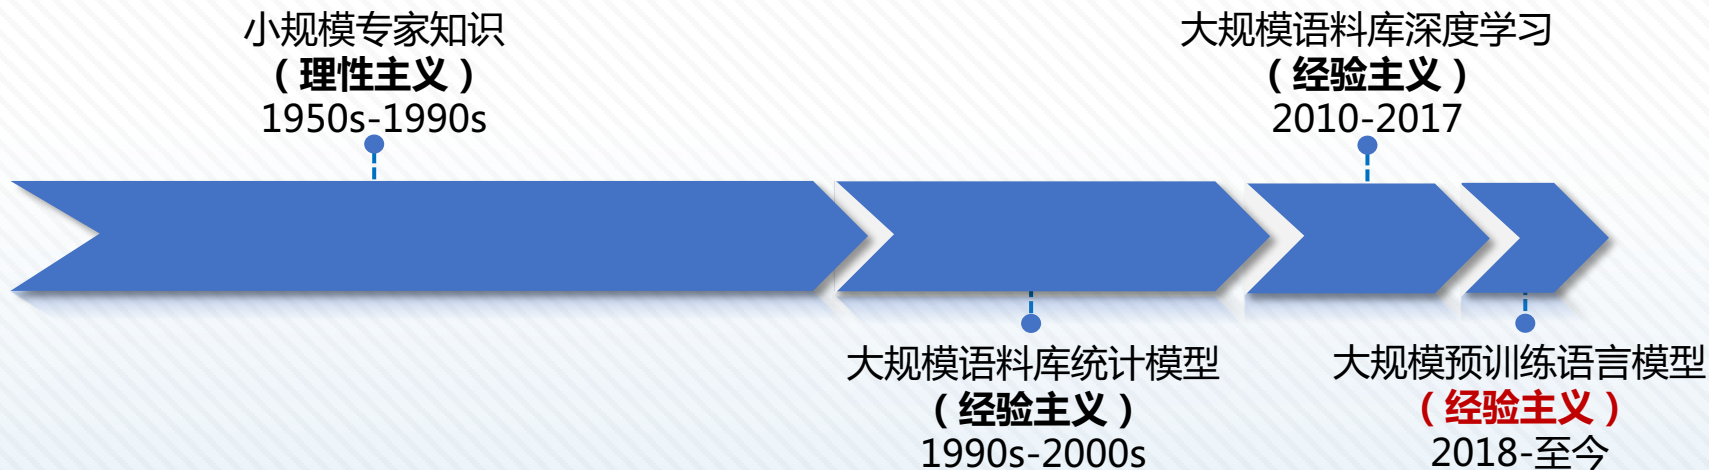 小规模专家知识
（理性主义）
1950s-1990s
大规模语料库统计模型
（经验主义）
1990s-2000s
大规模语料库深度学习
（经验主义）
2010-2017
大规模预训练语言模型
（经验主义）
2018-至今